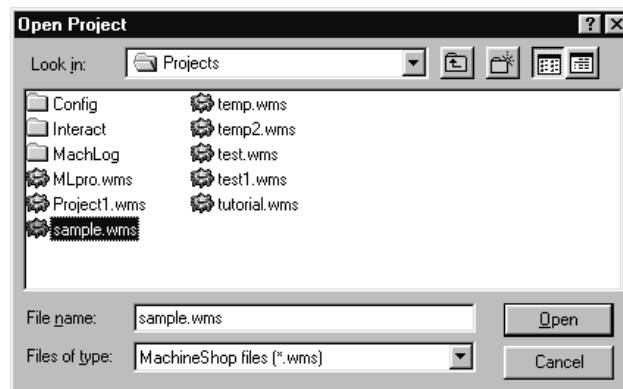 Open Project
Look in: Projects
Config
Interact
MachLog
MLpro.wms
Project1.wms
sample.wms
temp.wms
temp2.wms
test.wms
test1.wms
tutorial.wms
File name: sample.wms
Open
Files of type: MachineShop files (*.wms)
Cancel